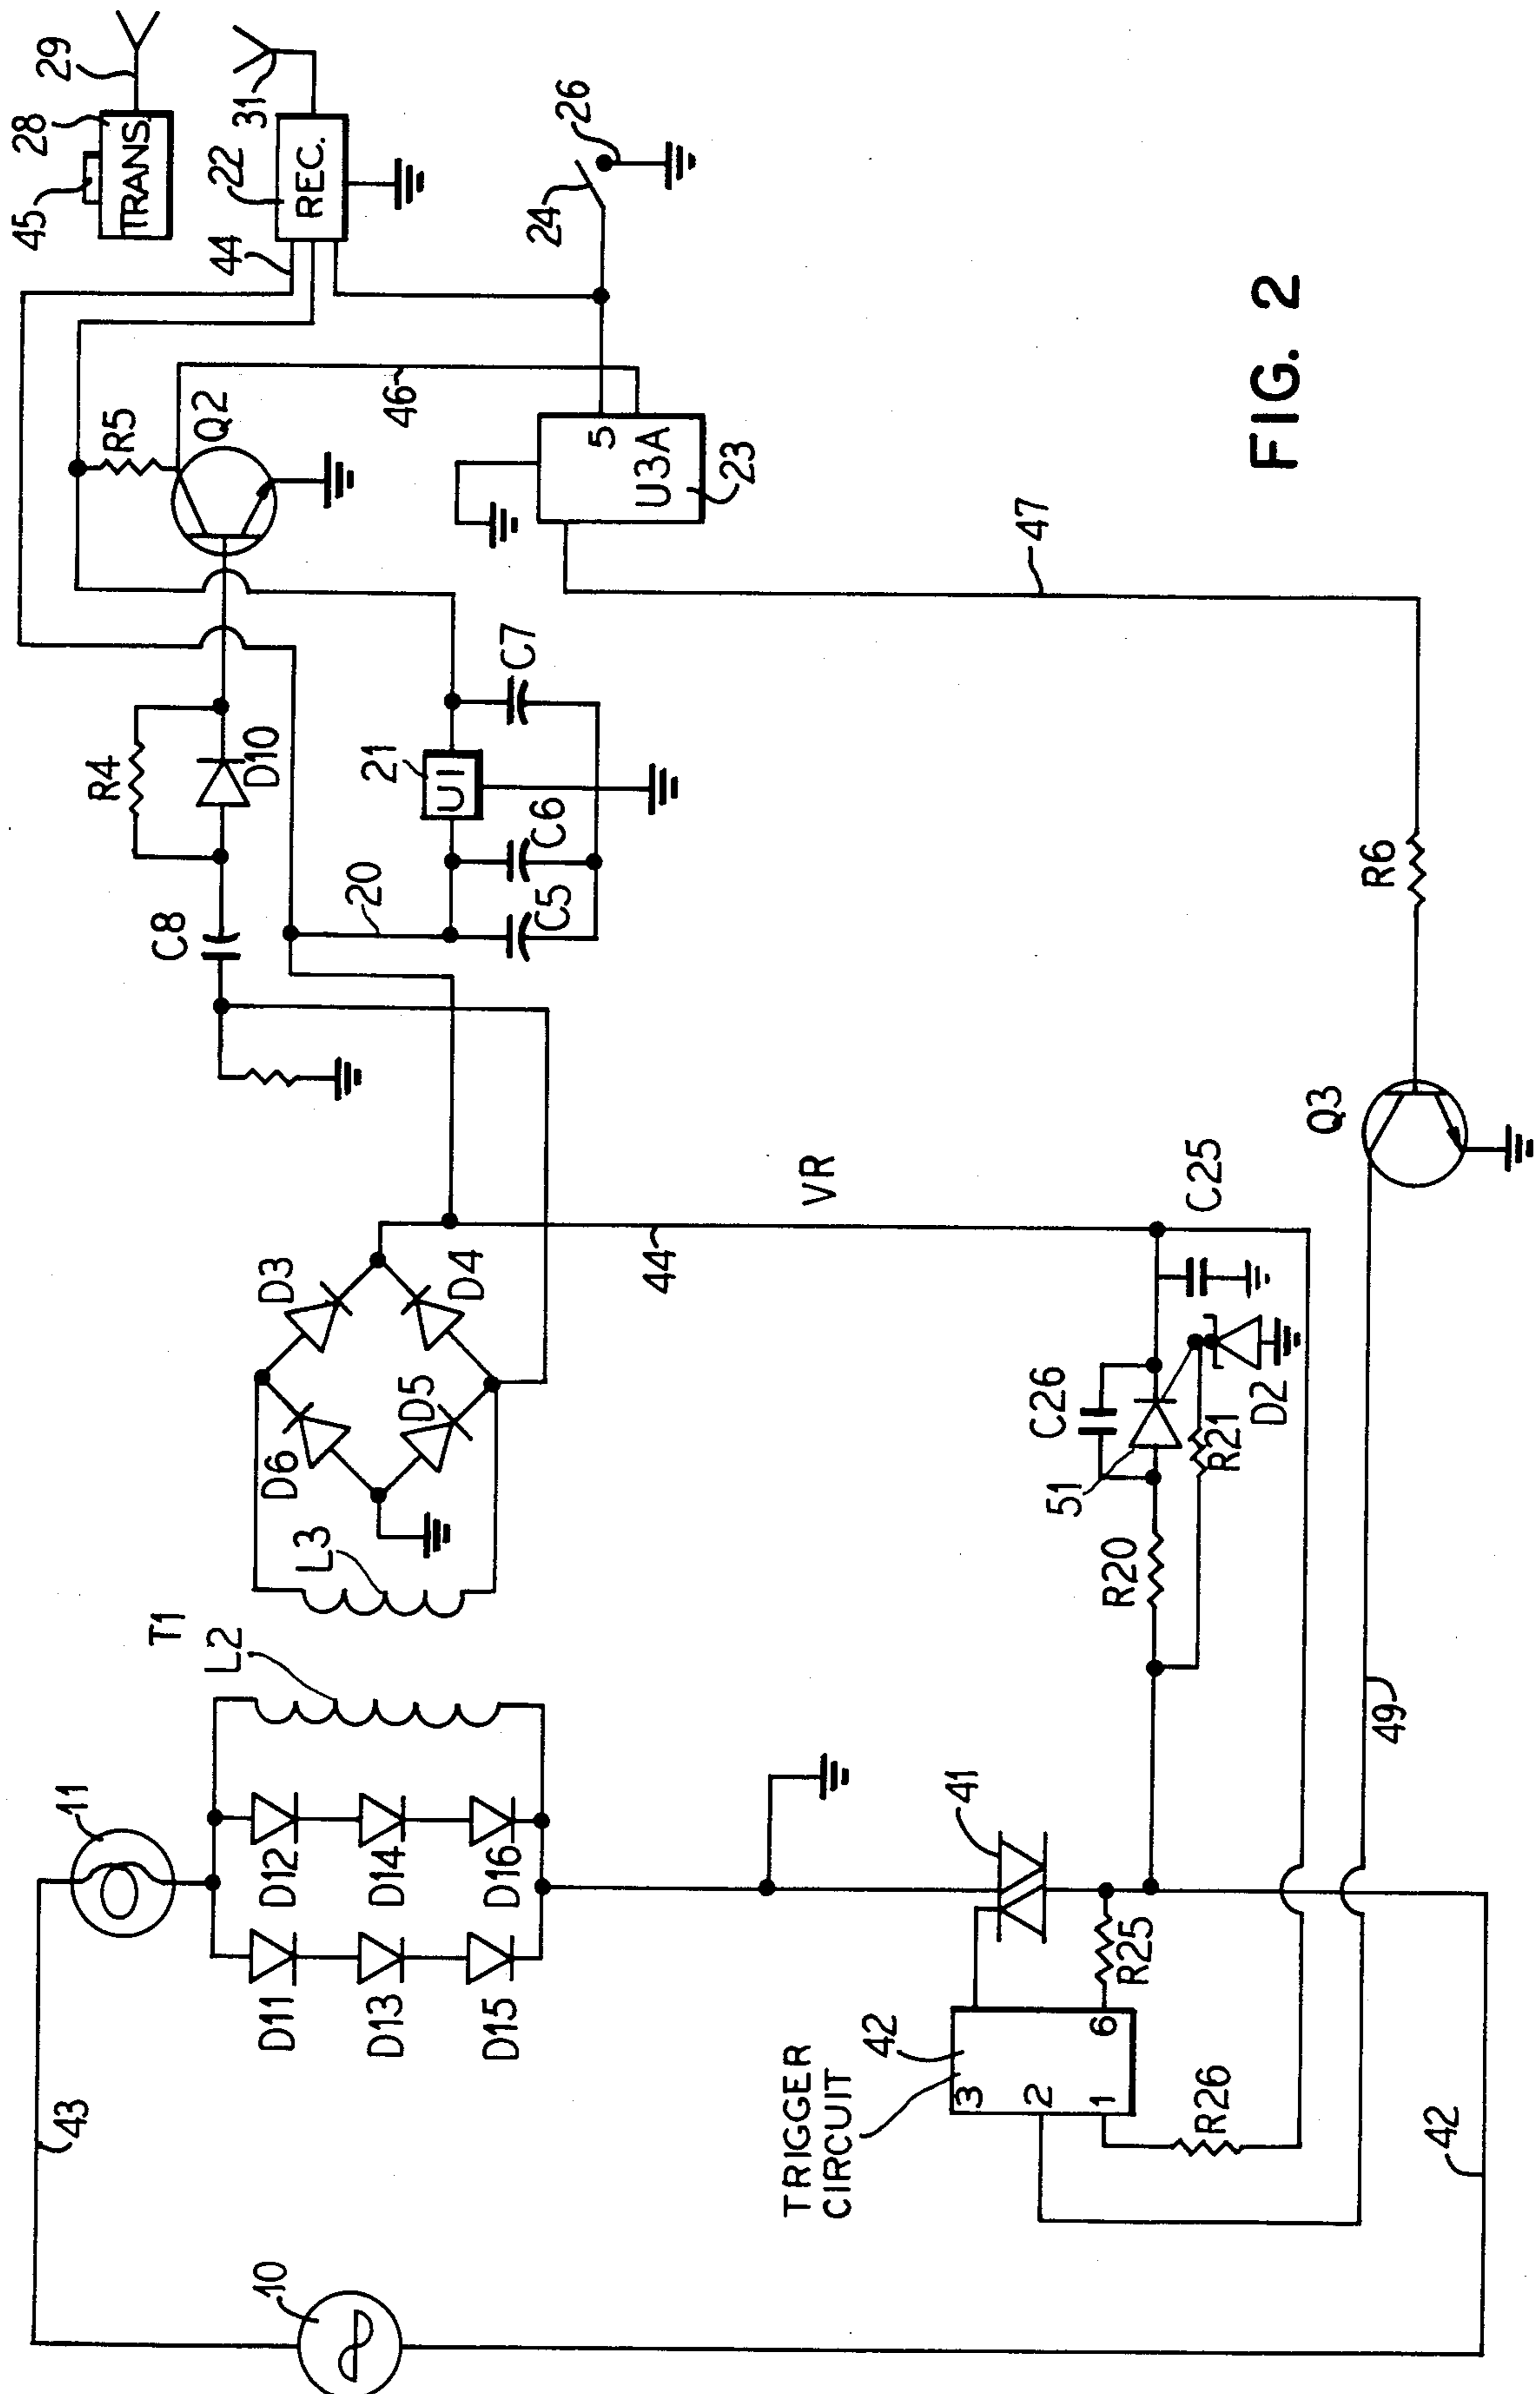 43
10
11
D11
D12
D13
D14
D15
D16
T1
L2
L3
D3
D4
D5
D6
C8
R4
D10
R5
Q2
45
28
29
TRANS.
44
22
31
REC.
20
21
U1
C5
C6
C7
46
24
26
5
U3A
23
44
VR
47
TRIGGER
CIRCUIT
42
3
2
1
6
R25
R26
41
51
C26
C25
R20
R21
D2
49
Q3
R6
42
FIG. 2